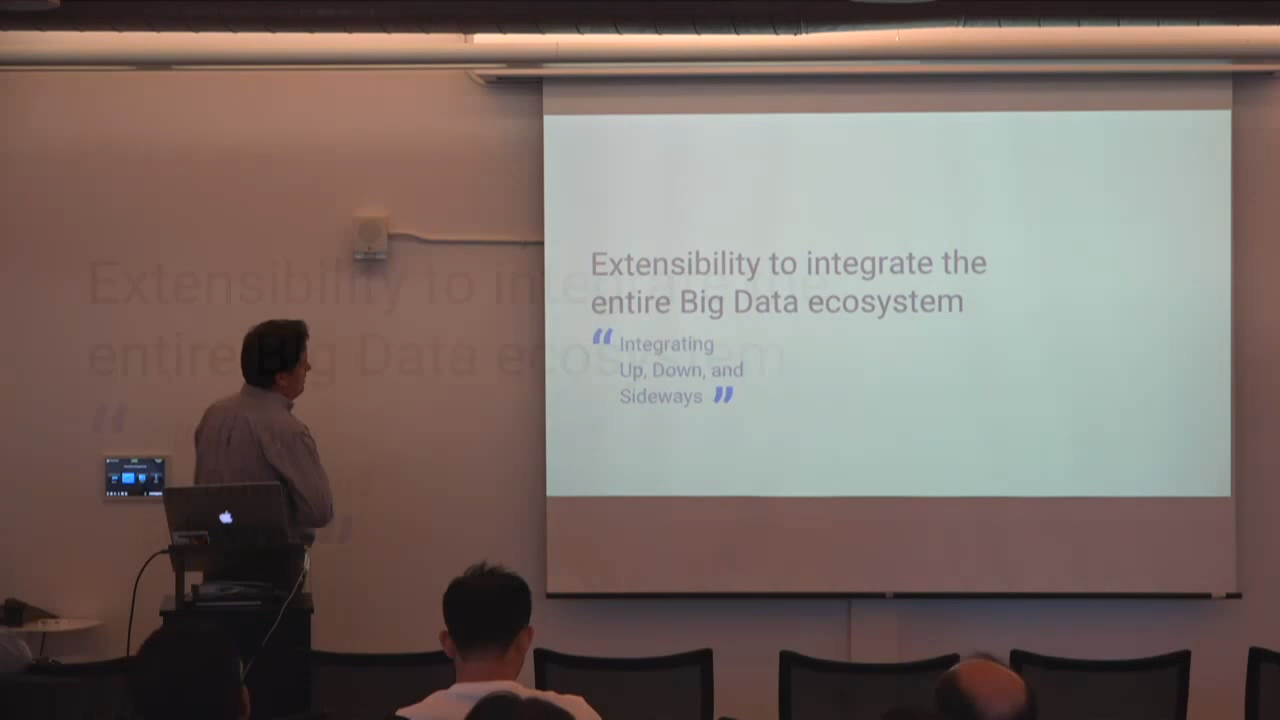 Extensibility to integrate the
entire Big Data ecosystem
“ Integrating
Up, Down, and
Sideways ”